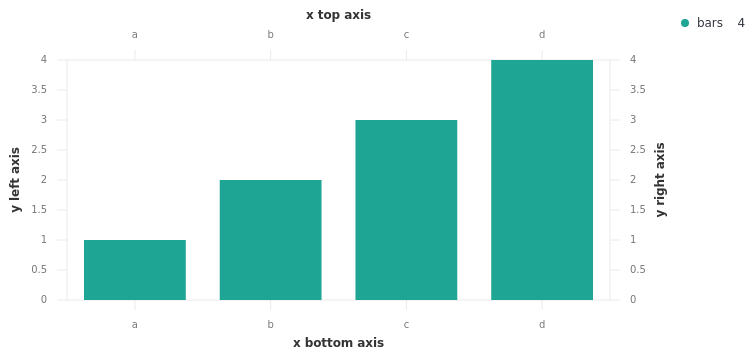 x top axis
bars 4
a b c d
4 4
3.5 3.5
3 3
2.5 2.5
2 2
1.5 1.5
1 1
0.5 0.5
0 0
y left axis
y right axis
a b c d
x bottom axis